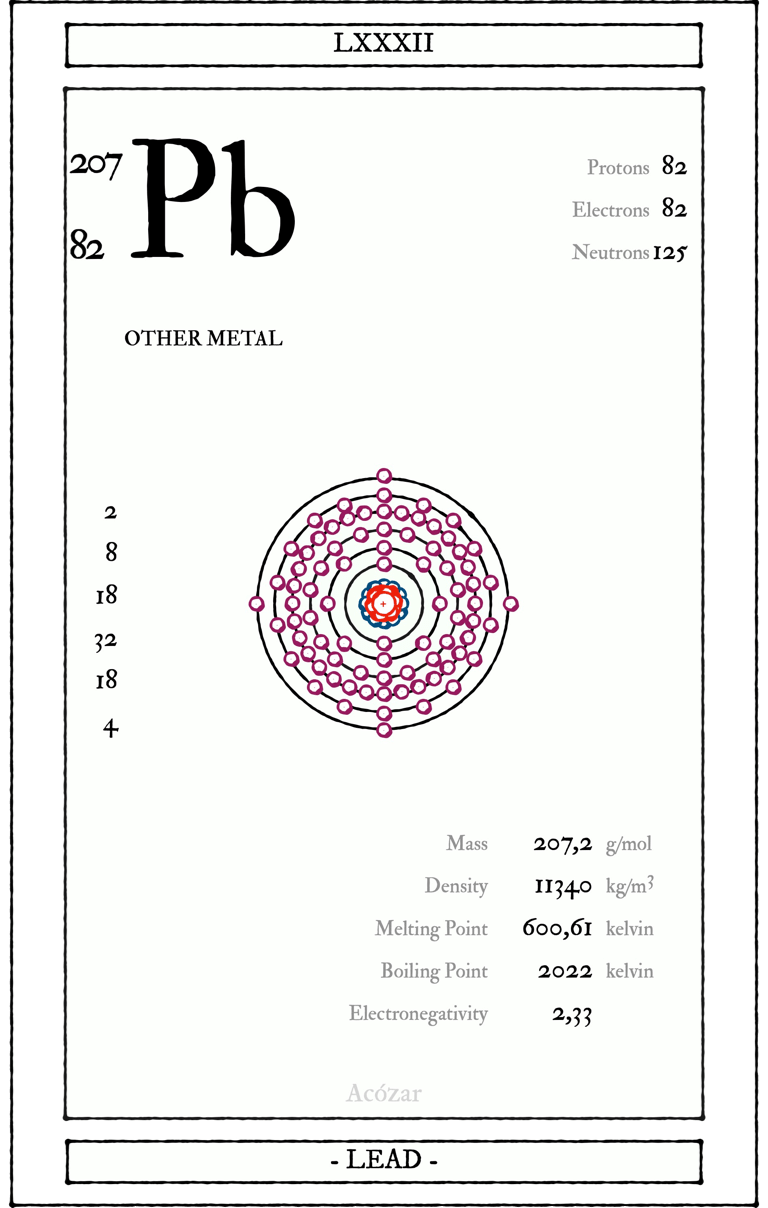 LXXXII
207
Pb
82
Protons 82
Electrons 82
Neutrons 125
OTHER METAL
2
8
18
32
18
4
+
Mass 207,2 g/mol
Density 11340 kg/m³
Melting Point 600,61 kelvin
Boiling Point 2022 kelvin
Electronegativity 2,33
Acózar
- LEAD -